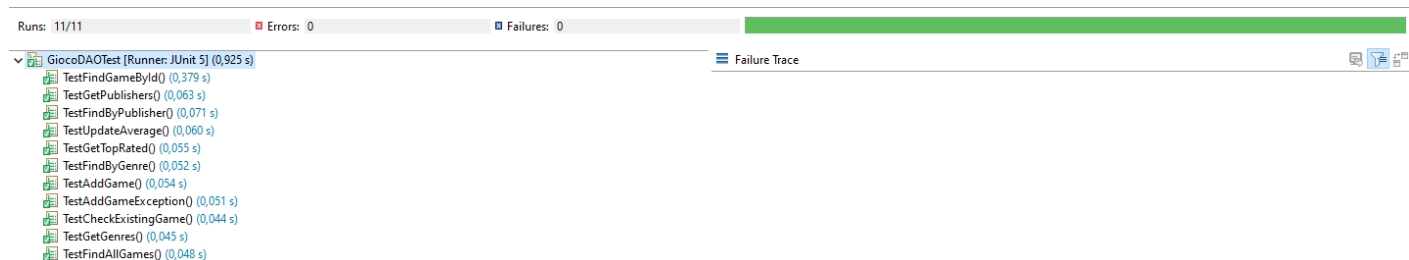 Runs: 11/11 Errors: 0 Failures: 0
GiocoDAOTest [Runner: JUnit 5] (0,925 s)
Failure Trace
TestFindGameById() (0,379 s)
TestGetPublishers() (0,063 s)
TestFindByPublisher() (0,071 s)
TestUpdateAverage() (0,060 s)
TestGetTopRated() (0,055 s)
TestFindByGenre() (0,052 s)
TestAddGame() (0,054 s)
TestAddGameException() (0,051 s)
TestCheckExistingGame() (0,044 s)
TestGetGenres() (0,045 s)
TestFindAllGames() (0,048 s)